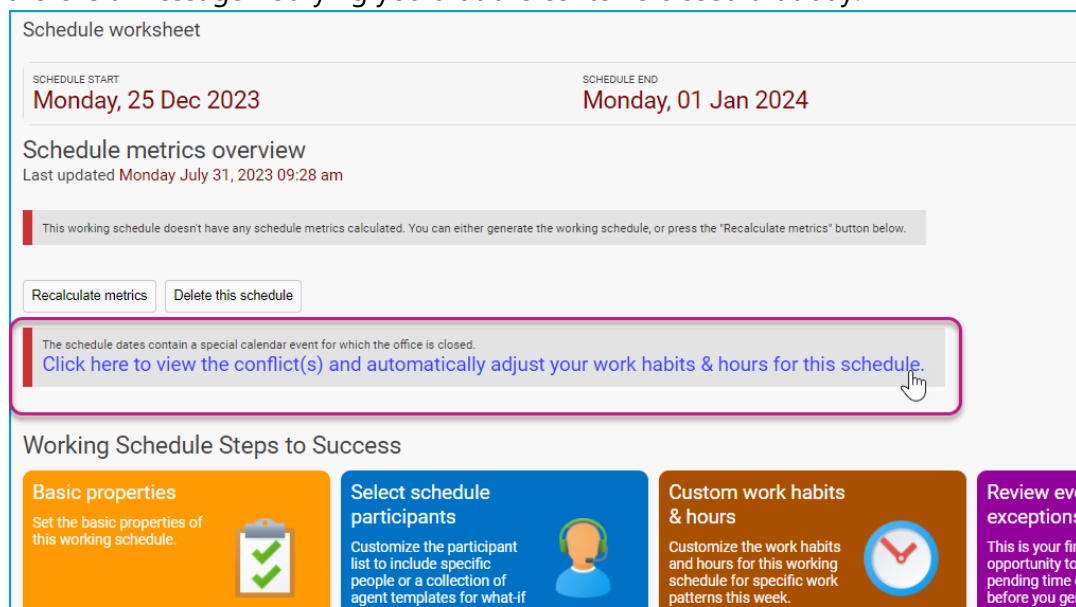 Schedule worksheet
SCHEDULE START
SCHEDULE END
Monday, 25 Dec 2023
Monday, 01 Jan 2024
Schedule metrics overview
Last updated Monday July 31, 2023 09:28 am
This working schedule doesn't have any schedule metrics calculated. You can either generate the working schedule, or press the "Recalculate metrics" button below.
Recalculate metrics
Delete this schedule
The schedule dates contain a special calendar event for which the office is closed.
Click here to view the conflict(s) and automatically adjust your work habits & hours for this schedule.
Working Schedule Steps to Success
Basic properties
Set the basic properties of
this working schedule.
Select schedule
participants
Customize the participant
list to include specific
people or a collection of
agent templates for what-if
Custom work habits
& hours
Customize the work habits
and hours for this working
schedule for specific work
patterns this week.
Review
exceptions
This is your
opportunity to
pending time
before you